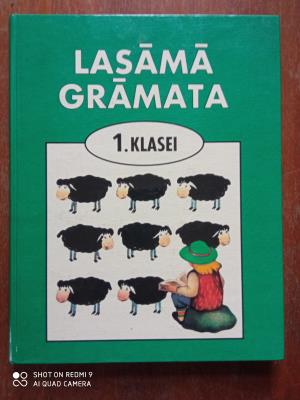 LASĀMĀ
GRĀMATA
1. KLASEI
SHOT ON REDMI 9
AI QUAD CAMERA